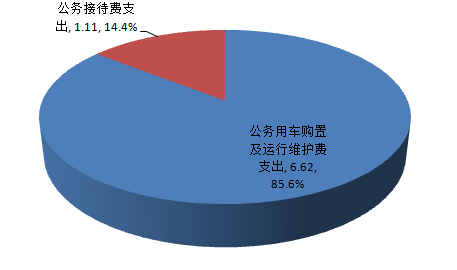 公务接待费支
出, 1.11, 14.4%
公务用车购置
及运行维护费
支出, 6.62,
85.6%